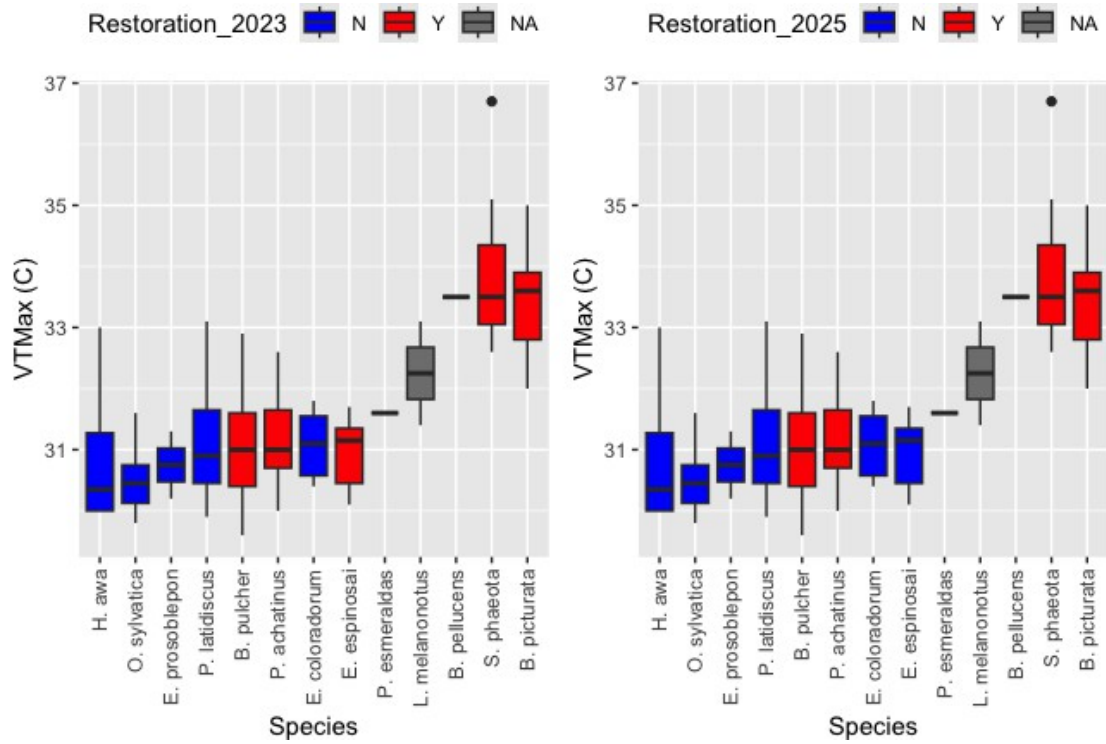 Restoration_2023 N Y NA
VTMax (C)
37
35
33
31
H. awa
O. sylvatica
E. prosoblepon
P. latidiscus
B. pulcher
P. achatinus
E. coloradorum
E. espinosai
P. esmeraldas
L. melanonotus
B. pellucens
S. phaeota
B. picturata
Species
Restoration_2025 N Y NA
VTMax (C)
37
35
33
31
H. awa
O. sylvatica
E. prosoblepon
P. latidiscus
B. pulcher
P. achatinus
E. coloradorum
E. espinosai
P. esmeraldas
L. melanonotus
B. pellucens
S. phaeota
B. picturata
Species